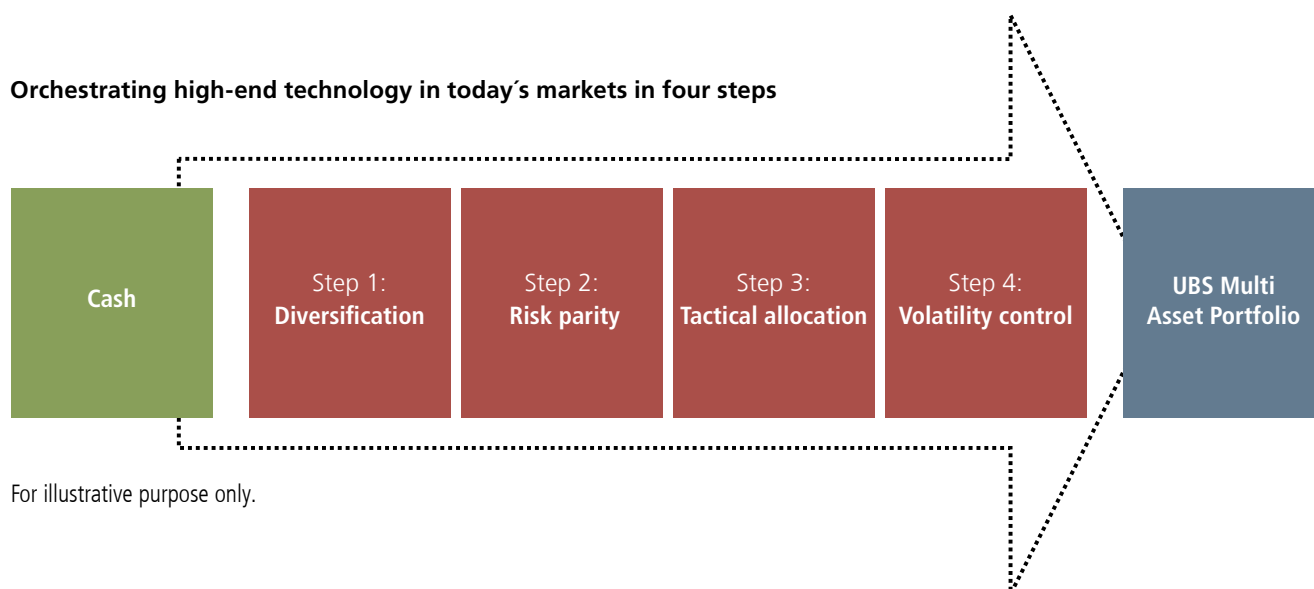 Orchestrating high-end technology in today´s markets in four steps
Cash
Step 1:
Diversification
Step 2:
Risk parity
Step 3:
Tactical allocation
Step 4:
Volatility control
UBS Multi
Asset Portfolio
For illustrative purpose only.